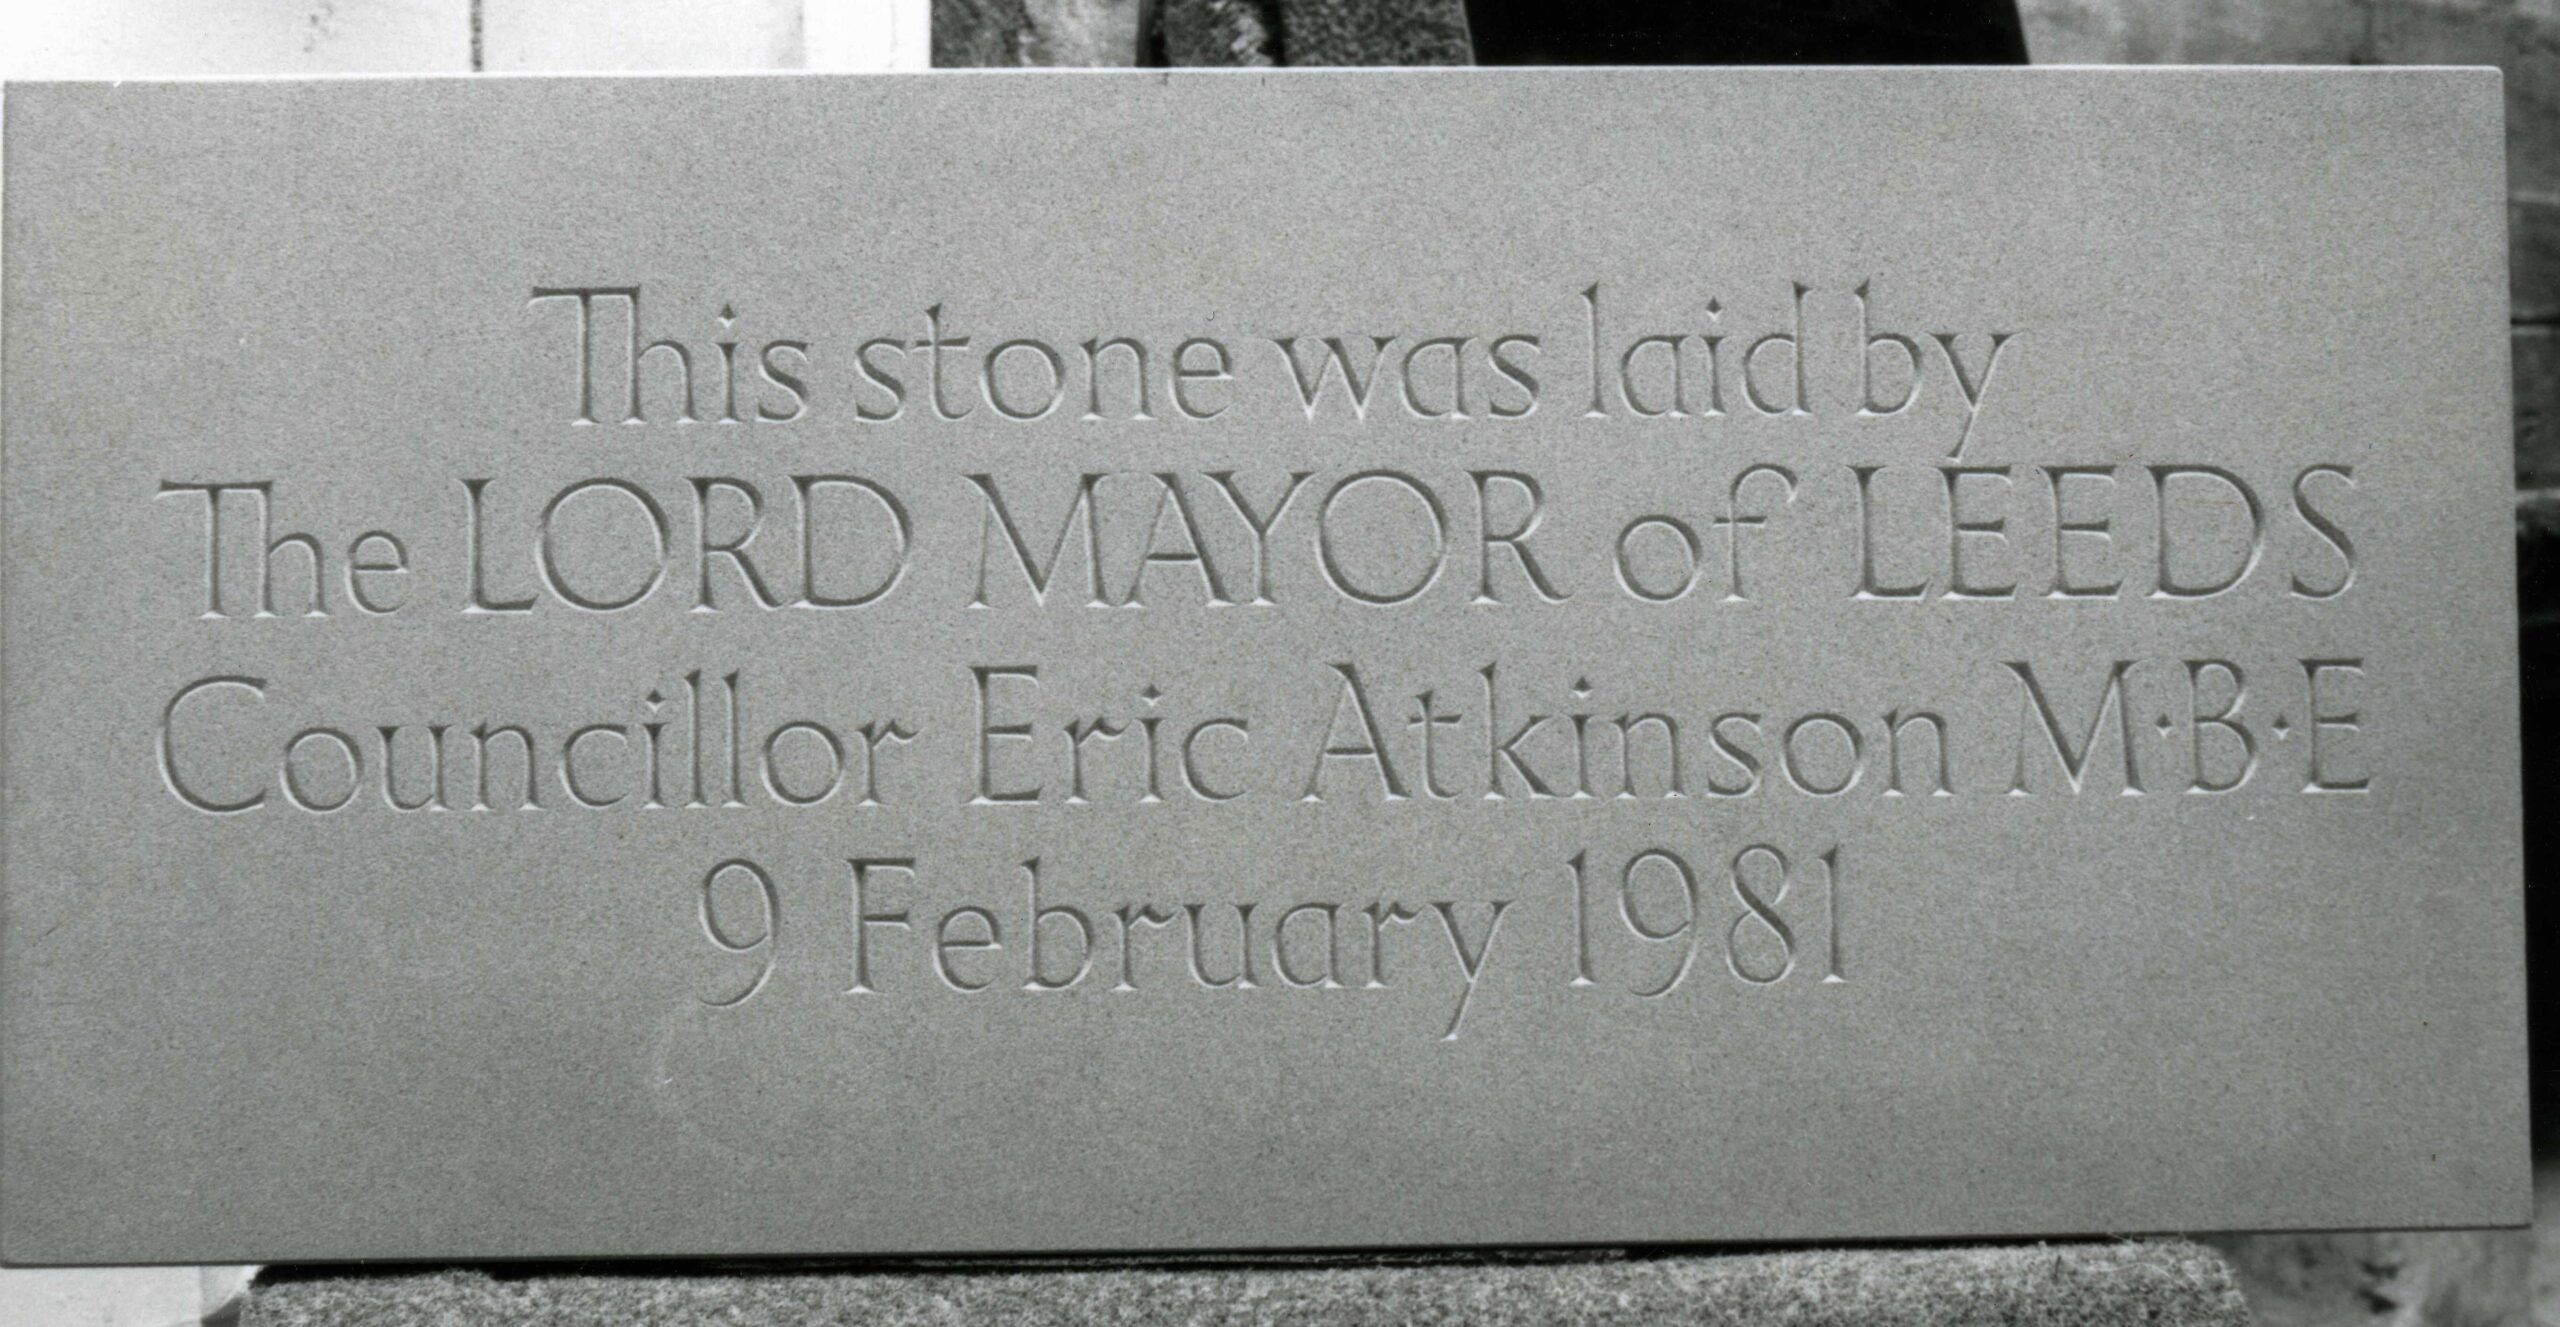 This stone was laid by
The LORD MAYOR of LEEDS
Councillor Eric Atkinson M·B·E
9 February 1981